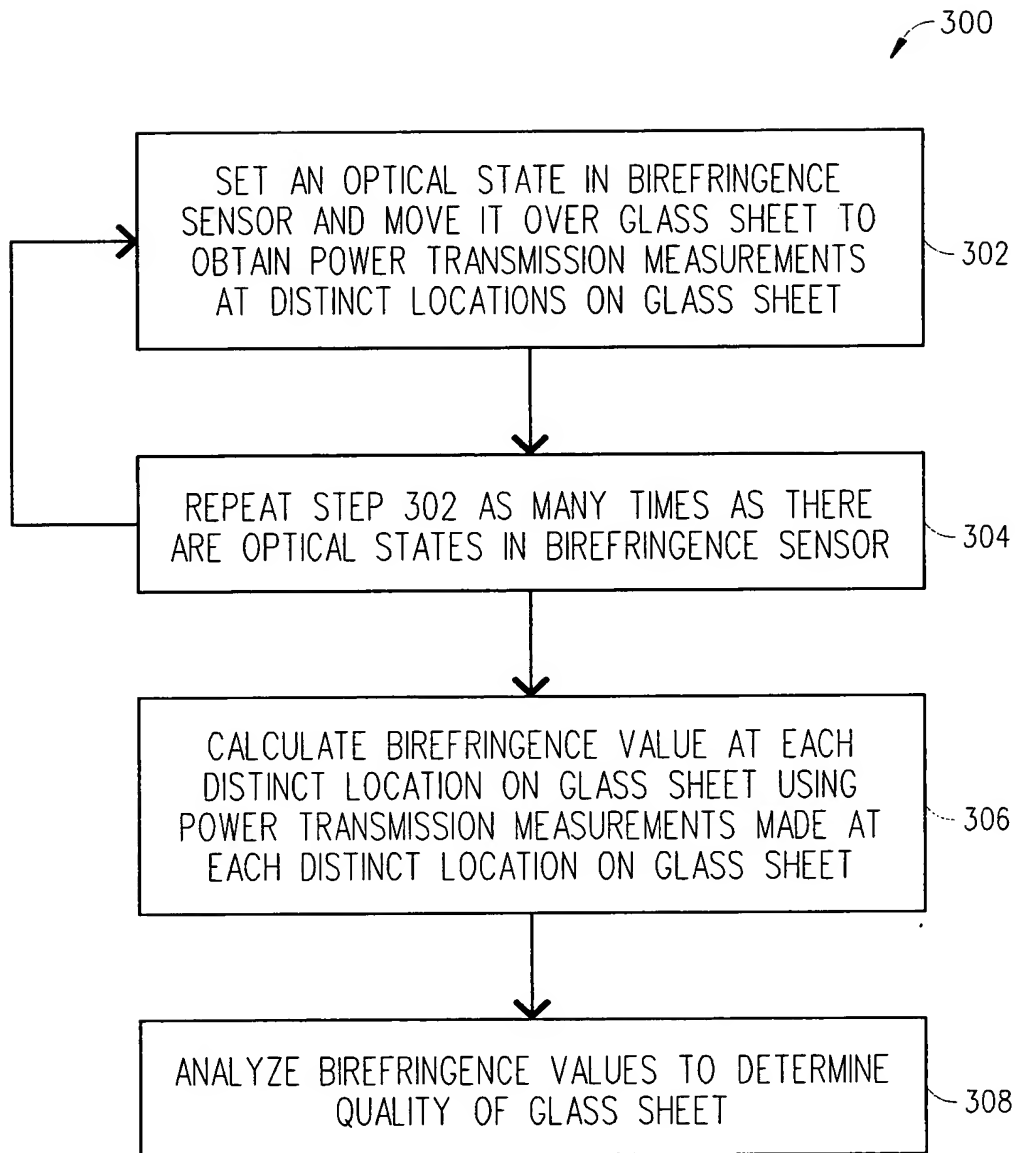 300
SET AN OPTICAL STATE IN BIREFRINGENCE
SENSOR AND MOVE IT OVER GLASS SHEET TO
OBTAIN POWER TRANSMISSION MEASUREMENTS
AT DISTINCT LOCATIONS ON GLASS SHEET
302
REPEAT STEP 302 AS MANY TIMES AS THERE
ARE OPTICAL STATES IN BIREFRINGENCE SENSOR
304
CALCULATE BIREFRINGENCE VALUE AT EACH
DISTINCT LOCATION ON GLASS SHEET USING
POWER TRANSMISSION MEASUREMENTS MADE AT
EACH DISTINCT LOCATION ON GLASS SHEET
306
ANALYZE BIREFRINGENCE VALUES TO DETERMINE
QUALITY OF GLASS SHEET
308